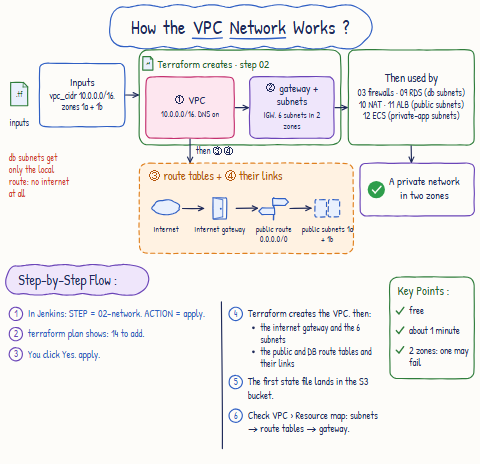 How the VPC Network Works ?
Terraform creates · step 02
.tf
inputs
Inputs
vpc_cidr 10.0.0.0/16.
zones 1a + 1b
① VPC
10.0.0.0/16. DNS on
② gateway +
subnets
IGW. 6 subnets in 2
zones
Then used by
03 firewalls · 09 RDS (db subnets)
10 NAT · 11 ALB (public subnets)
12 ECS (private-app subnets)
then ③ ④
db subnets get
only the local
route: no internet
at all
③ route tables + ④ their links
internet
internet gateway
public route
0.0.0.0/0
public subnets 1a
+ 1b
A private network
in two zones
Step-by-Step Flow :
1 In Jenkins: STEP = 02-network. ACTION = apply.
2 terraform plan shows: 14 to add.
3 You click Yes. apply.
4 Terraform creates the VPC. then:
• the internet gateway and the 6
subnets
• the public and DB route tables and
their links
5 The first state file lands in the S3
bucket.
6 Check VPC › Resource map: subnets
→ route tables → gateway.
Key Points :
✓ free
✓ about 1 minute
✓ 2 zones: one may
fail